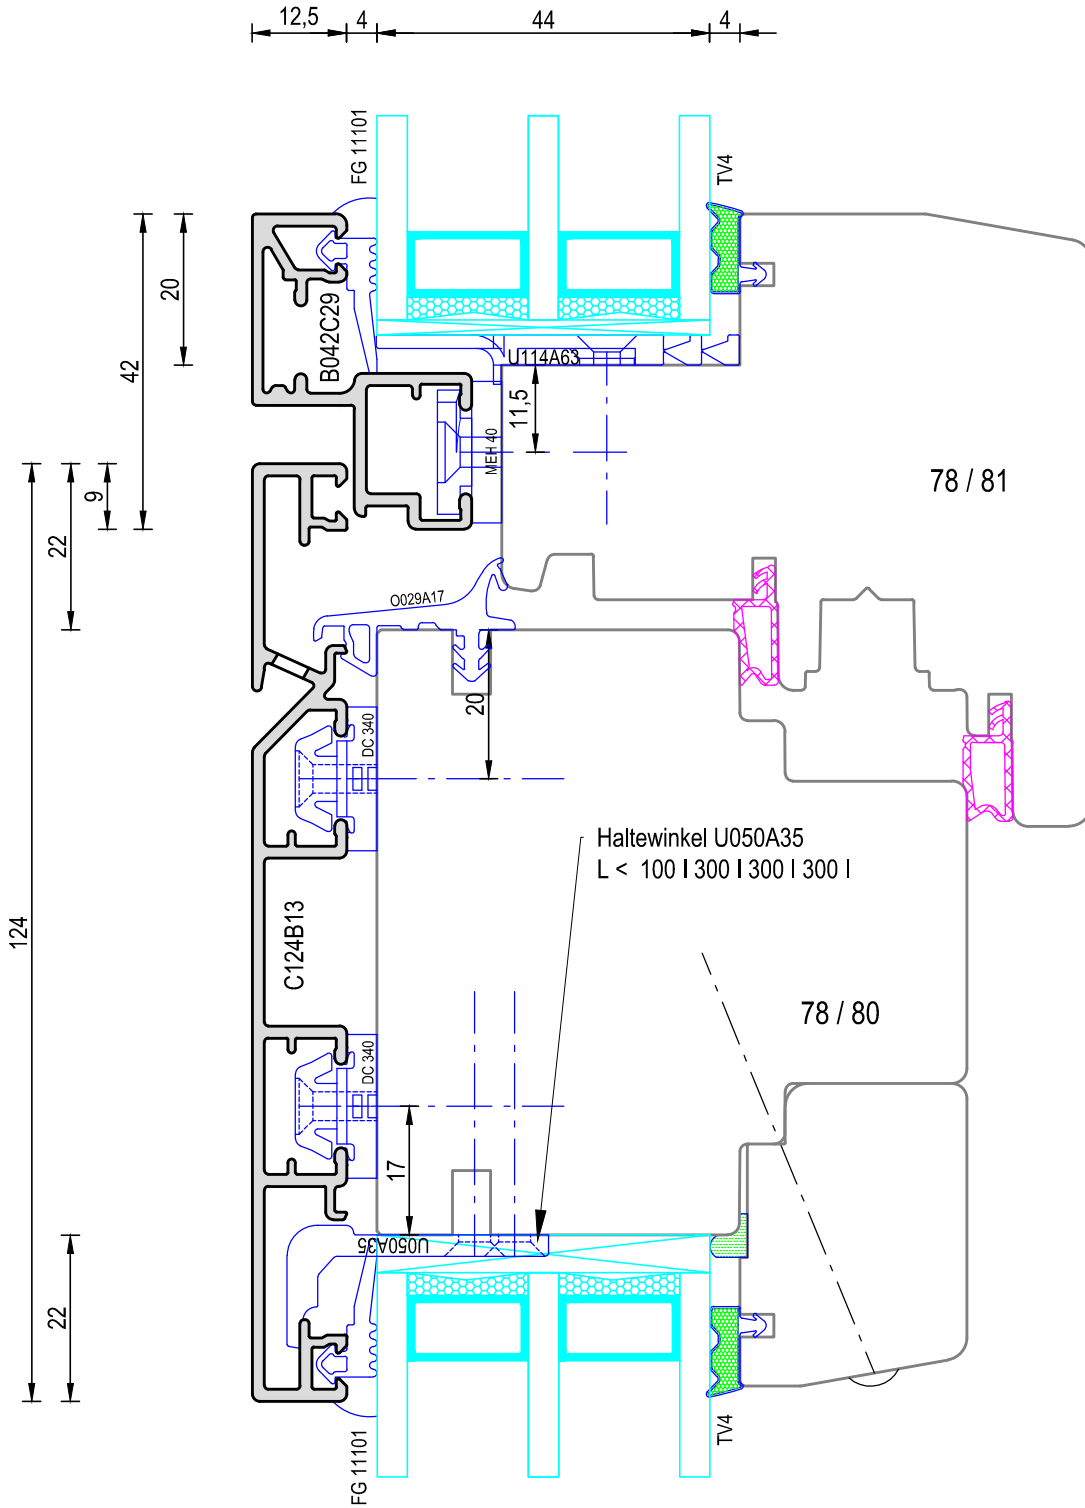 12,5
4
44
4
FG 11101
TV4
20
42
B042C29
U114A63
11,5
MEH 40
78 / 81
9
22
O029A17
20
DC 340
Haltewinkel U050A35
L < 100 I 300 I 300 I 300 I
124
C124B13
78 / 80
DC 340
17
U050A35
22
FG 11101
TV4